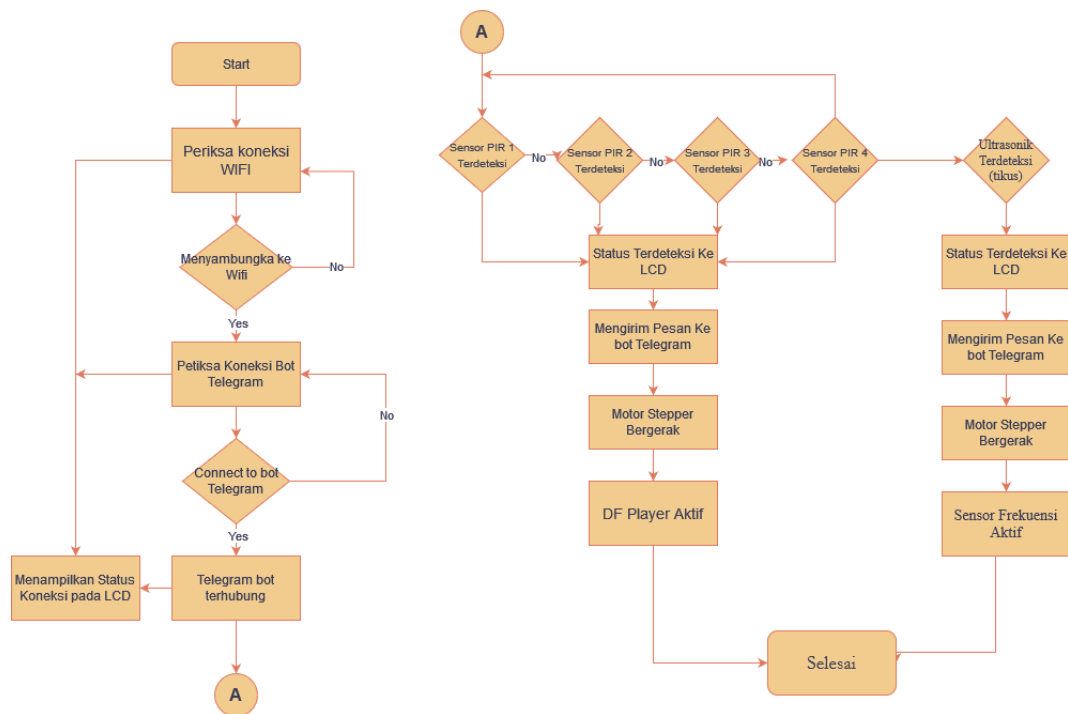 Start
Periksa koneksi
WIFI
Menyambungka ke
Wifi
No
Yes
Petiksa Koneksi Bot
Telegram
No
Connect to bot
Telegram
Yes
Menampilkan Status
Koneksi pada LCD
Telegram bot
terhubung
A
A
Sensor PIR 1
Terdeteksi
No
Sensor PIR 2
Terdeteksi
No
Sensor PIR 3
Terdeteksi
No
Sensor PIR 4
Terdeteksi
Ultrasonik
Terdeteksi
(tikus)
Status Terdeteksi Ke
LCD
Mengirim Pesan Ke
bot Telegram
Motor Stepper
Bergerak
DF Player Aktif
Status Terdeteksi Ke
LCD
Mengirim Pesan Ke
bot Telegram
Motor Stepper
Bergerak
Sensor Frekuensi
Aktif
Selesai